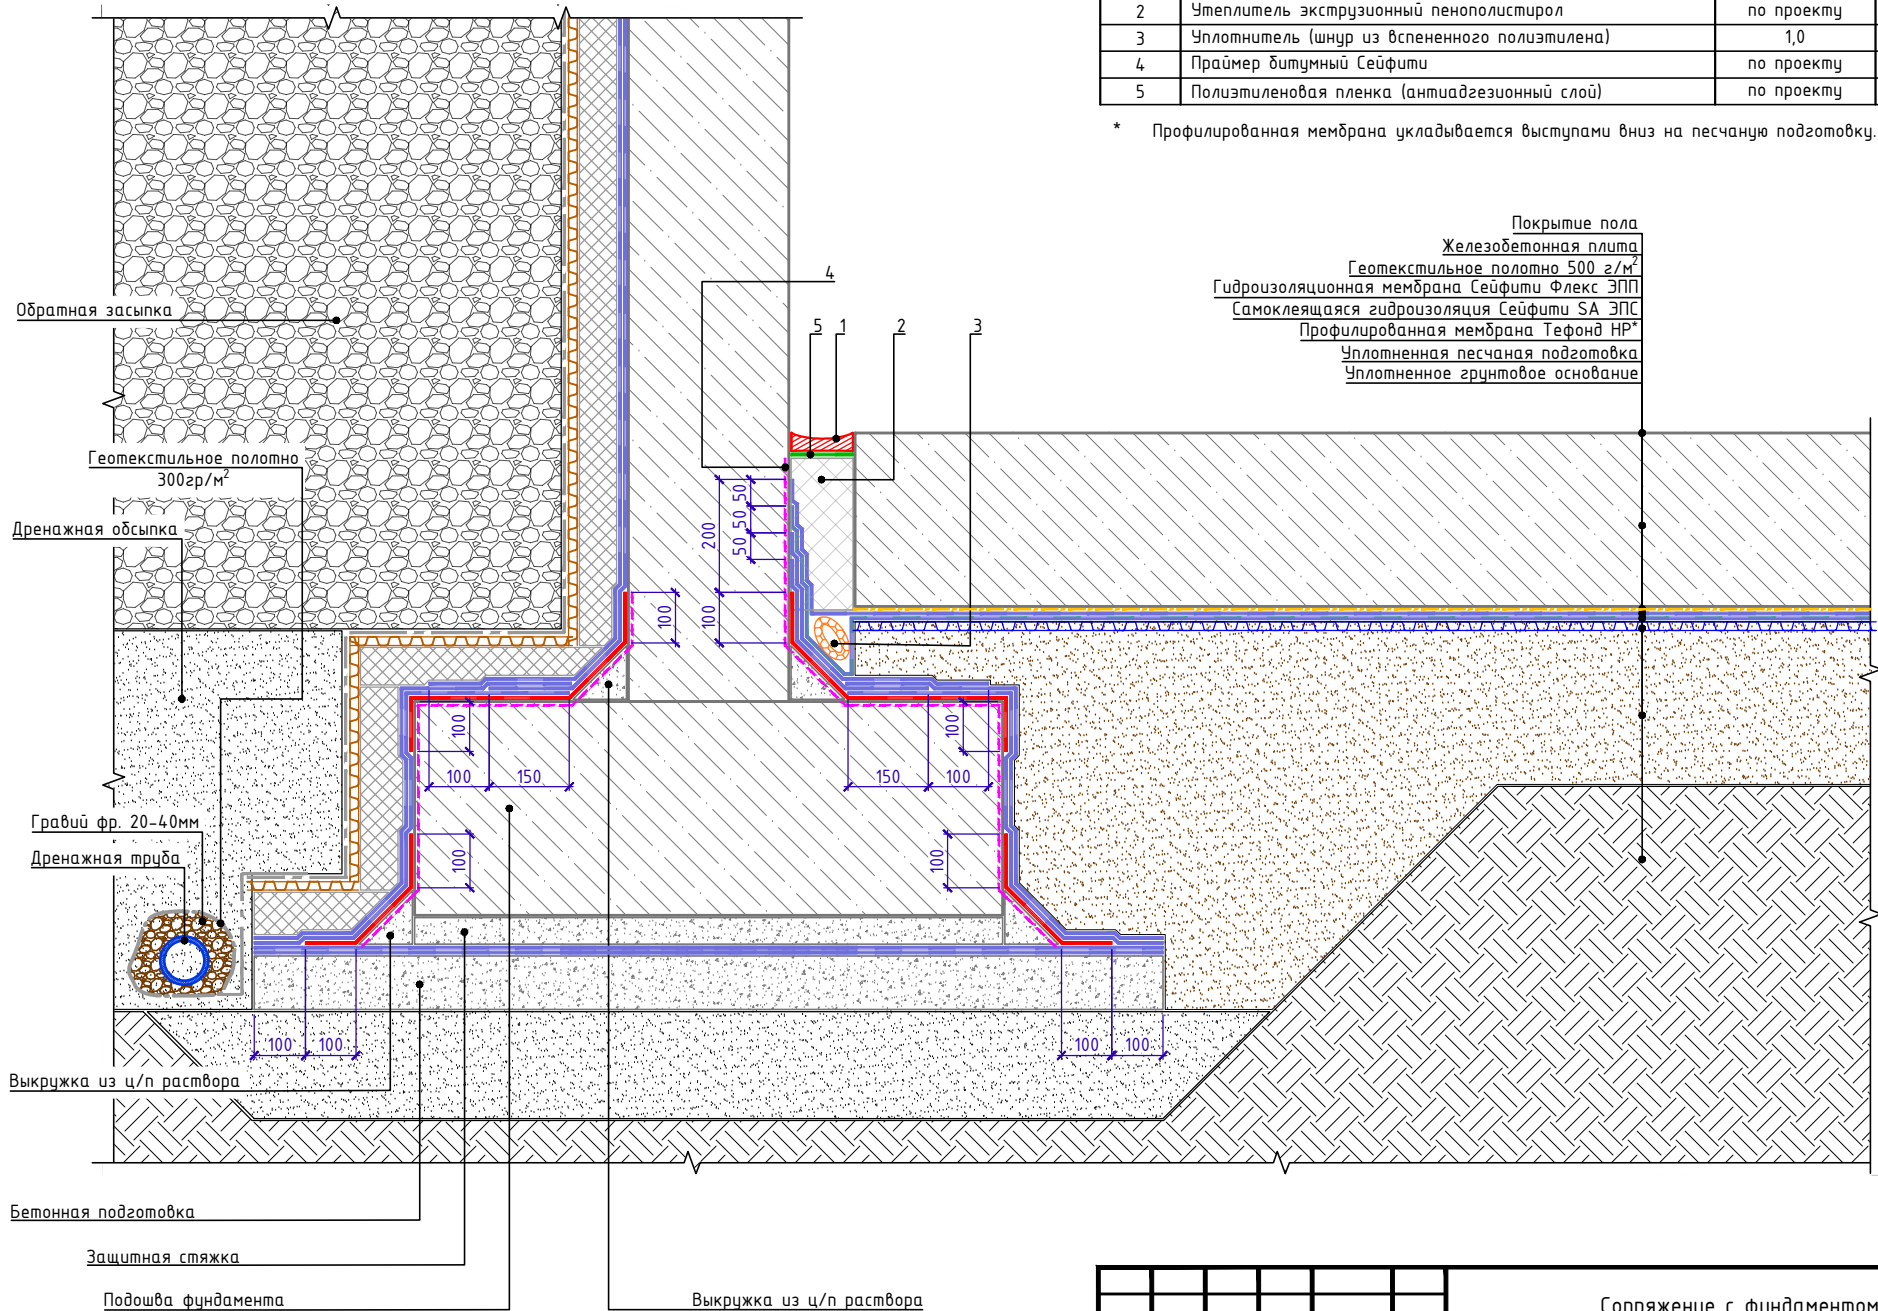 2 Утеплитель экструзионный пенополистирол по проекту
3 Уплотнитель (шнур из вспененного полиэтилена) 1,0
4 Праймер битумный Сейфити по проекту
5 Полиэтиленовая пленка (антиадгезионный слой) по проекту
* Профилированная мембрана укладывается выступами вниз на песчаную подготовку.
Покрытие пола
Железобетонная плита
Геотекстильное полотно 500 г/м²
Гидроизоляционная мембрана Сейфити Флекс ЭПП
Самоклеящаяся гидроизоляция Сейфити SA ЭПС
Профилированная мембрана Тефонд HP*
Уплотненная песчаная подготовка
Уплотненное грунтовое основание
4
5 1 2 3
Обратная засыпка
Геотекстильное полотно
300гр/м²
Дренажная обсыпка
Гравий фр. 20-40мм
Дренажная труба
50
50
50
200
100
100
100
100
100 150
150 100
100
100
100 100
100 100
Выкружка из ц/п раствора
Бетонная подготовка
Защитная стяжка
Подошва фундамента
Выкружка из ц/п раствора
Сопряжение с фундаментом